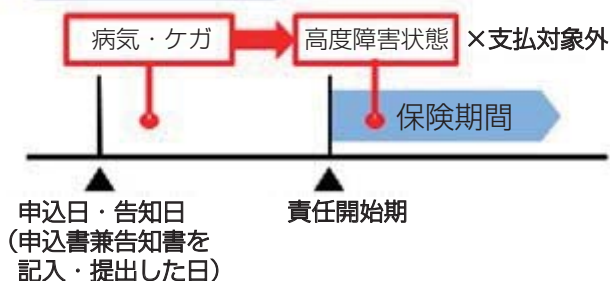 病気・ケガ
高度障害状態
×支払対象外
保険期間
申込日・告知日
(申込書兼告知書を
記入・提出した日)
責任開始期